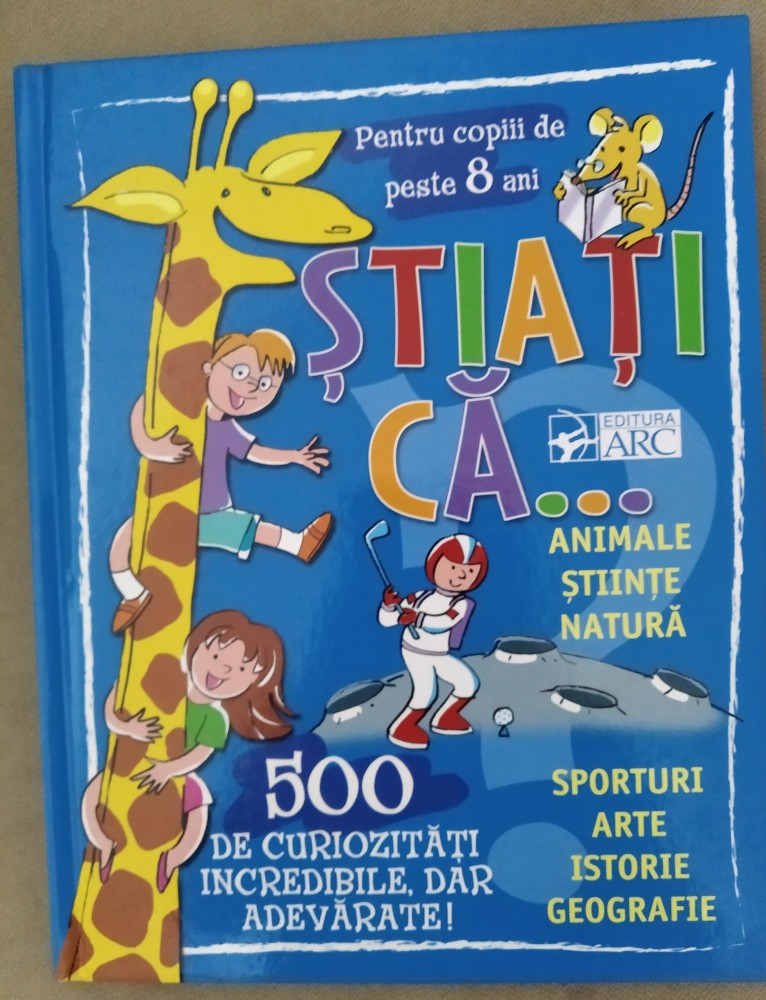 Pentru copiii de
peste 8 ani
ȘTIAȚI
CĂ...
EDITURA
ARC
ANIMALE
ȘTIINȚE
NATURĂ
500
DE CURIOZITĂȚI
INCREDIBILE, DAR
ADEVĂRATE!
SPORTURI
ARTE
ISTORIE
GEOGRAFIE